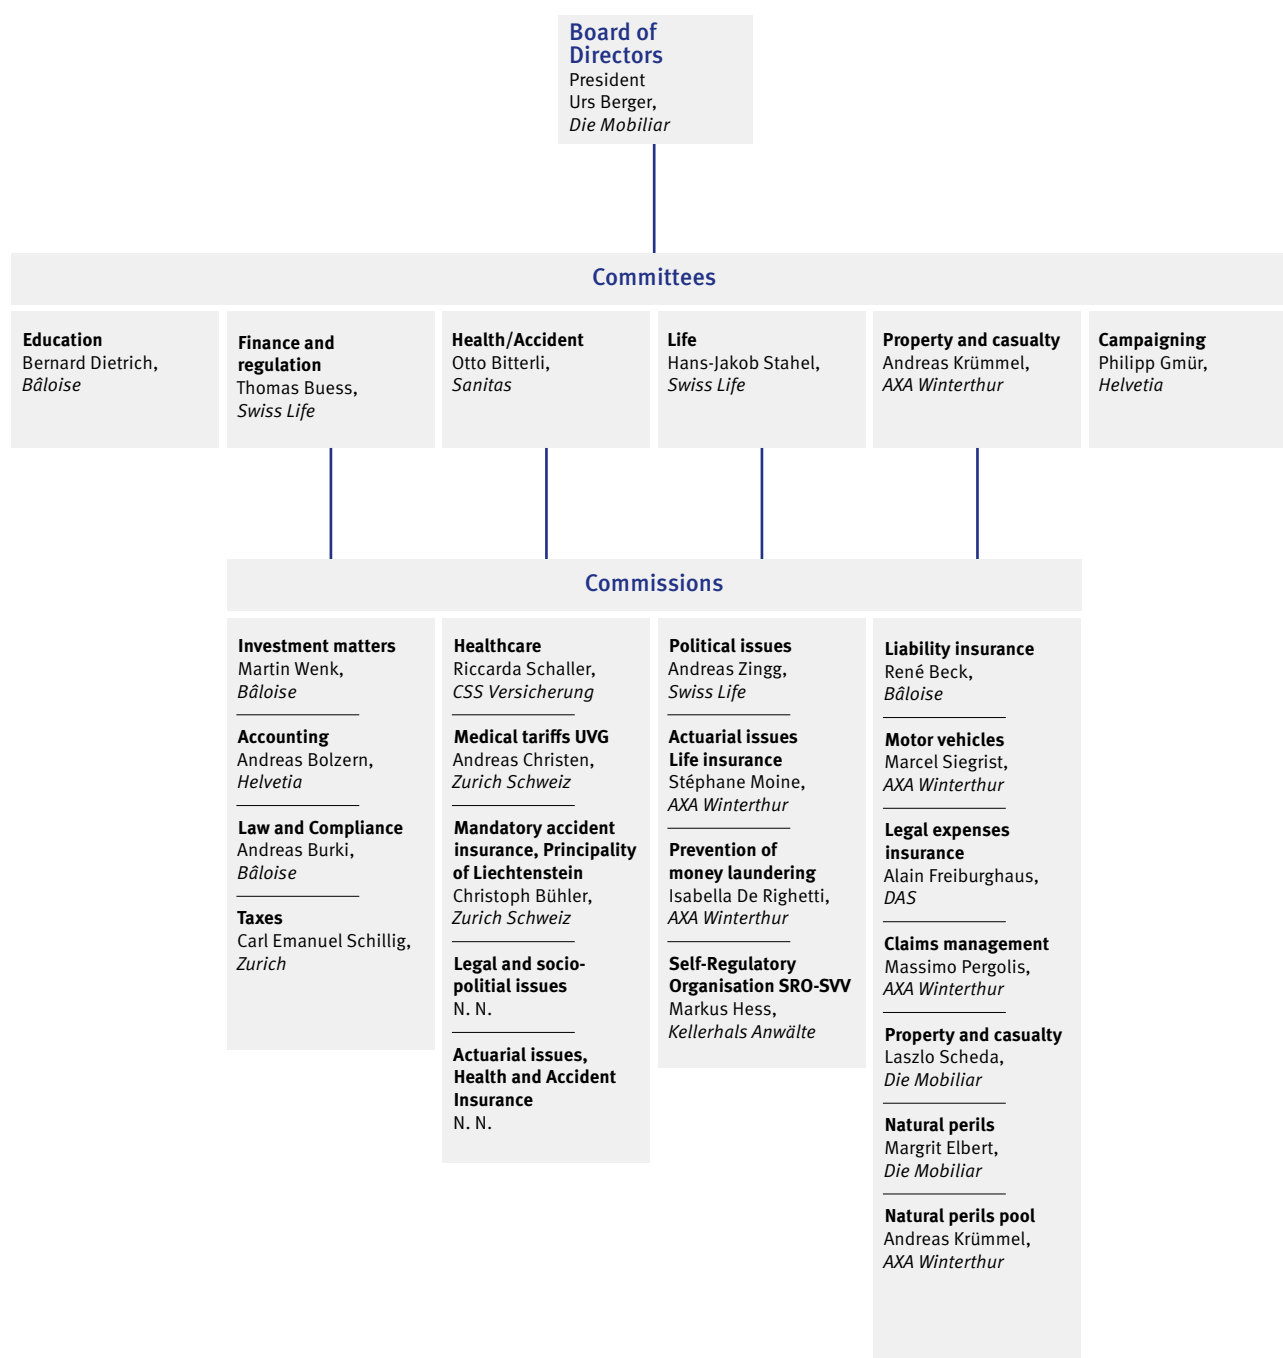 Board of
Directors
President
Urs Berger,
Die Mobiliar
Committees
Education
Bernard Dietrich,
Bâloise
Finance and
regulation
Thomas Buess,
Swiss Life
Health/Accident
Otto Bitterli,
Sanitas
Life
Hans-Jakob Stahel,
Swiss Life
Property and casualty
Andreas Krümmel,
AXA Winterthur
Campaigning
Philipp Gmür,
Helvetia
Commissions
Investment matters
Martin Wenk,
Bâloise
Accounting
Andreas Bolzern,
Helvetia
Law and Compliance
Andreas Burki,
Bâloise
Taxes
Carl Emanuel Schillig,
Zurich
Healthcare
Riccarda Schaller,
CSS Versicherung
Medical tariffs UVG
Andreas Christen,
Zurich Schweiz
Mandatory accident
insurance, Principality
of Liechtenstein
Christoph Bühler,
Zurich Schweiz
Legal and socio-
politial issues
N. N.
Actuarial issues,
Health and Accident
Insurance
N. N.
Political issues
Andreas Zingg,
Swiss Life
Actuarial issues
Life insurance
Stéphane Moine,
AXA Winterthur
Prevention of
money laundering
Isabella De Righetti,
AXA Winterthur
Self-Regulatory
Organisation SRO-SVV
Markus Hess,
Kellerhals Anwälte
Liability insurance
René Beck,
Bâloise
Motor vehicles
Marcel Siegrist,
AXA Winterthur
Legal expenses
insurance
Alain Freiburghaus,
DAS
Claims management
Massimo Pergolis,
AXA Winterthur
Property and casualty
Laszlo Scheda,
Die Mobiliar
Natural perils
Margrit Elbert,
Die Mobiliar
Natural perils pool
Andreas Krümmel,
AXA Winterthur